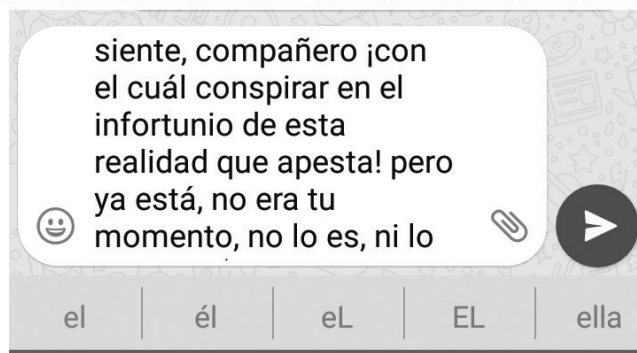 siente, compañero ¡con
el cuál conspirar en el
infortunio de esta
realidad que apesta! pero
ya está, no era tu
momento, no lo es, ni lo
el él eL EL ella